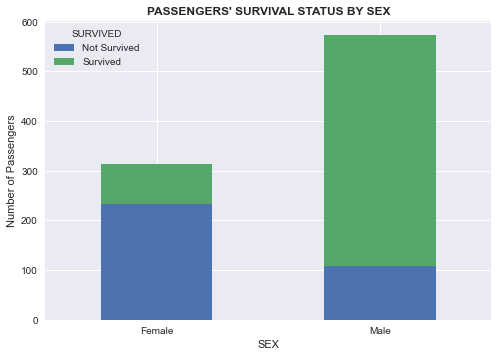 PASSENGERS' SURVIVAL STATUS BY SEX
SURVIVED
Not Survived
Survived
Number of Passengers
600
500
400
300
200
100
0
Female
Male
SEX